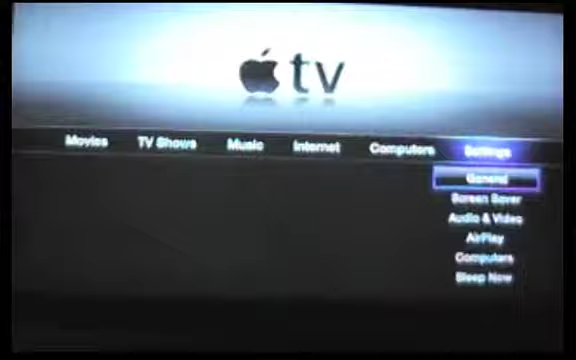 tv
Movies TV Shows Music Internet Computers Settings
General
Screen Saver
Audio & Video
AirPlay
Computers
Sleep Now